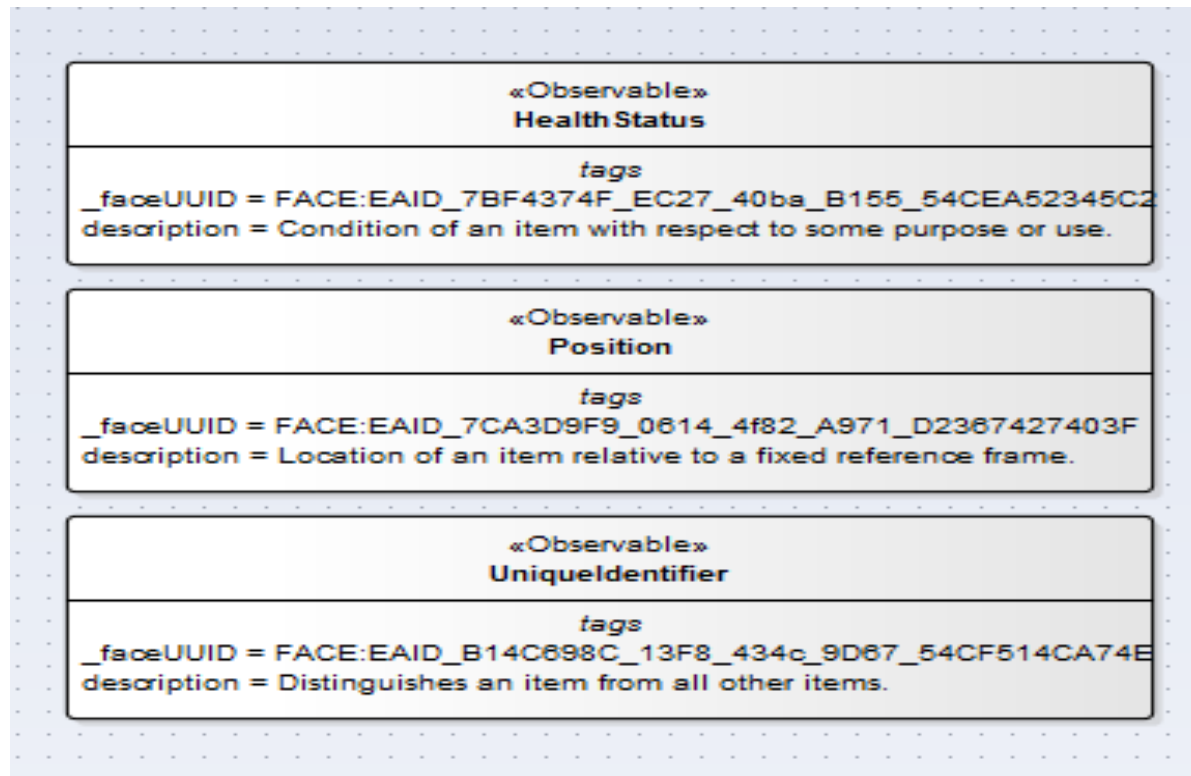 «Observable»
HealthStatus
tags
_faceUUID = FACE:EAID_7BF4374F_EC27_40ba_B155_54CEA52345C2
description = Condition of an item with respect to some purpose or use.
«Observable»
Position
tags
_faceUUID = FACE:EAID_7CA3D9F9_0614_4f82_A971_D2367427403F
description = Location of an item relative to a fixed reference frame.
«Observable»
UniqueIdentifier
tags
_faceUUID = FACE:EAID_B14C698C_13F8_434c_9D67_54CF514CA74E
description = Distinguishes an item from all other items.